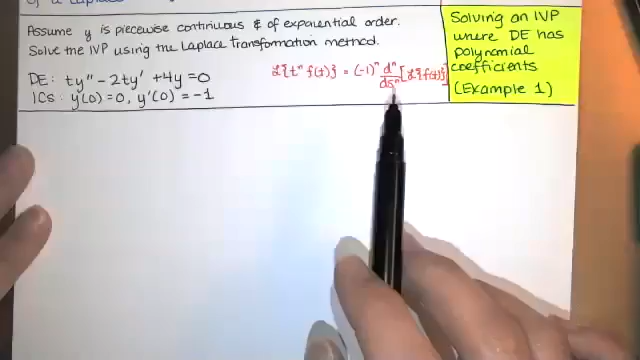 of a Laplace
Assume y is piecewise continuous & of exponential order.
Solve the IVP using the Laplace Transformation method.
DE: ty'' - 2ty' + 4y = 0
ICs: y(0) = 0, y'(0) = -1
ℒ{tⁿ f(t)} = (-1)ⁿ dⁿ/dsⁿ [ℒ{f(t)}]
Solving an IVP
where DE has
polynomial
coefficients
(Example 1)